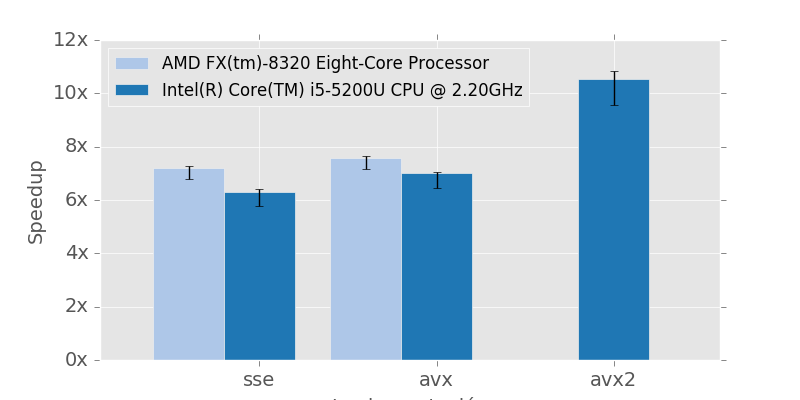 12x
10x
8x
6x
4x
2x
0x
Speedup
AMD FX(tm)-8320 Eight-Core Processor
Intel(R) Core(TM) i5-5200U CPU @ 2.20GHz
sse
avx
avx2